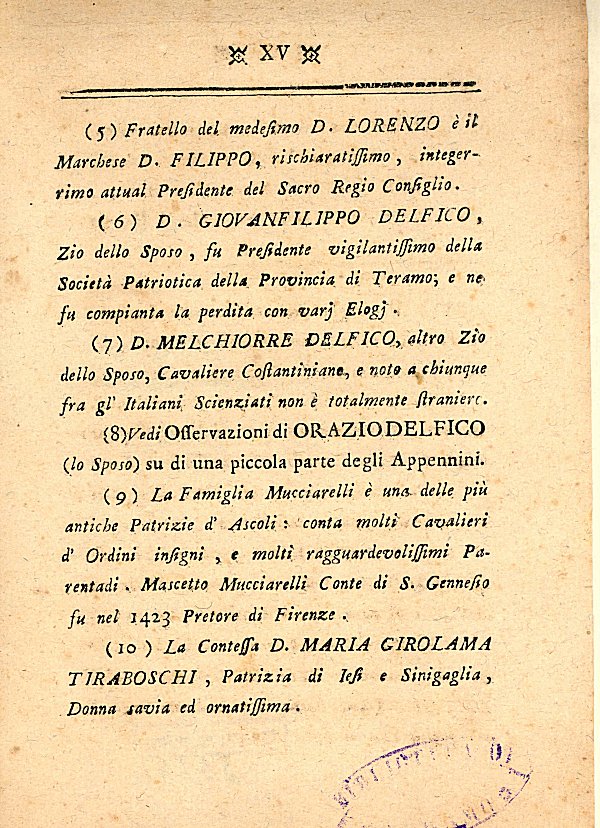 XV
(5) Fratello del medeſimo D. LORENZO è il
Marchese D. FILIPPO, rischiaratiſſimo, integer-
rimo attual Preſidente del Sacro Regio Conſiglio.
(6) D. GIOVANFILIPPO DELFICO,
Zio dello Sposo, fu Preſidente vigilantiſſimo della
Società Patriotica della Provincia di Teramo; e ne
fu compianta la perdita con varj Elogj.
(7) D. MELCHIORRE DELFICO, altro Zio
dello Sposo, Cavaliere Coſtantiniano, e noto a chiunque
fra gl' Italiani Scienziati non è totalmente ſtraniere.
(8) Vedi Oſſervazioni di ORAZIO DELFICO
(lo Sposo) su di una piccola parte degli Appennini.
(9) La Famiglia Mucciarelli è una delle più
antiche Patrizie d' Ascoli: conta molti Cavalieri
d' Ordini inſigni, e molti ragguardevoliſſimi Pa-
rentadi. Mascetto Mucciarelli Conte di S. Genneſio
fu nel 1423 Pretore di Firenze.
(10) La Conteſſa D. MARIA GIROLAMA
TIRABOSCHI, Patrizia di Ieſi e Sinigaglia,
Donna savia ed ornatiſſima.
BIBLIOTECA DI